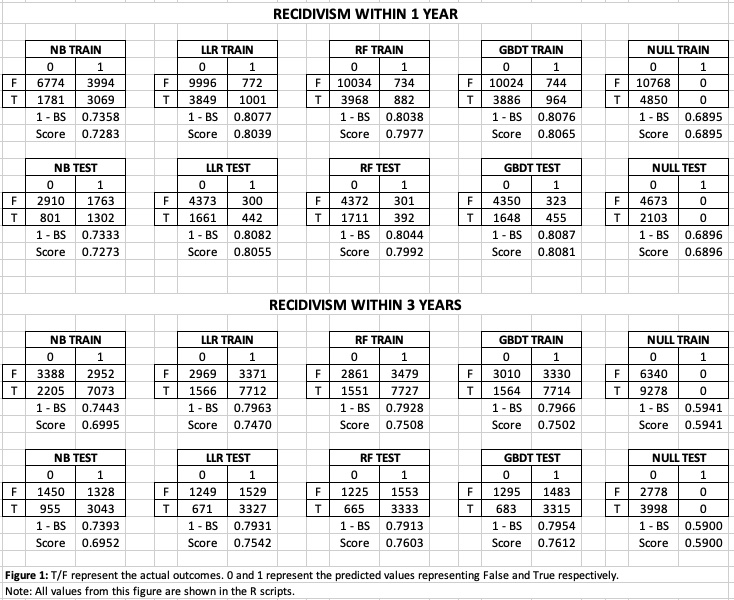 RECIDIVISM WITHIN 1 YEAR
NB TRAIN LLR TRAIN RF TRAIN GBDT TRAIN NULL TRAIN
0 1 0 1 0 1 0 1 0 1
F 6774 3994 F 9996 772 F 10034 734 F 10024 744 F 10768 0
T 1781 3069 T 3849 1001 T 3968 882 T 3886 964 T 4850 0
1 - BS 0.7358 1 - BS 0.8077 1 - BS 0.8038 1 - BS 0.8076 1 - BS 0.6895
Score 0.7283 Score 0.8039 Score 0.7977 Score 0.8065 Score 0.6895
NB TEST LLR TEST RF TEST GBDT TEST NULL TEST
0 1 0 1 0 1 0 1 0 1
F 2910 1763 F 4373 300 F 4372 301 F 4350 323 F 4673 0
T 801 1302 T 1661 442 T 1711 392 T 1648 455 T 2103 0
1 - BS 0.7333 1 - BS 0.8082 1 - BS 0.8044 1 - BS 0.8087 1 - BS 0.6896
Score 0.7273 Score 0.8055 Score 0.7992 Score 0.8081 Score 0.6896
RECIDIVISM WITHIN 3 YEARS
NB TRAIN LLR TRAIN RF TRAIN GBDT TRAIN NULL TRAIN
0 1 0 1 0 1 0 1 0 1
F 3388 2952 F 2969 3371 F 2861 3479 F 3010 3330 F 6340 0
T 2205 7073 T 1566 7712 T 1551 7727 T 1564 7714 T 9278 0
1 - BS 0.7443 1 - BS 0.7963 1 - BS 0.7928 1 - BS 0.7966 1 - BS 0.5941
Score 0.6995 Score 0.7470 Score 0.7508 Score 0.7502 Score 0.5941
NB TEST LLR TEST RF TEST GBDT TEST NULL TEST
0 1 0 1 0 1 0 1 0 1
F 1450 1328 F 1249 1529 F 1225 1553 F 1295 1483 F 2778 0
T 955 3043 T 671 3327 T 665 3333 T 683 3315 T 3998 0
1 - BS 0.7393 1 - BS 0.7931 1 - BS 0.7913 1 - BS 0.7954 1 - BS 0.5900
Score 0.6952 Score 0.7542 Score 0.7603 Score 0.7612 Score 0.5900
Figure 1: T/F represent the actual outcomes. 0 and 1 represent the predicted values representing False and True respectively.
Note: All values from this figure are shown in the R scripts.